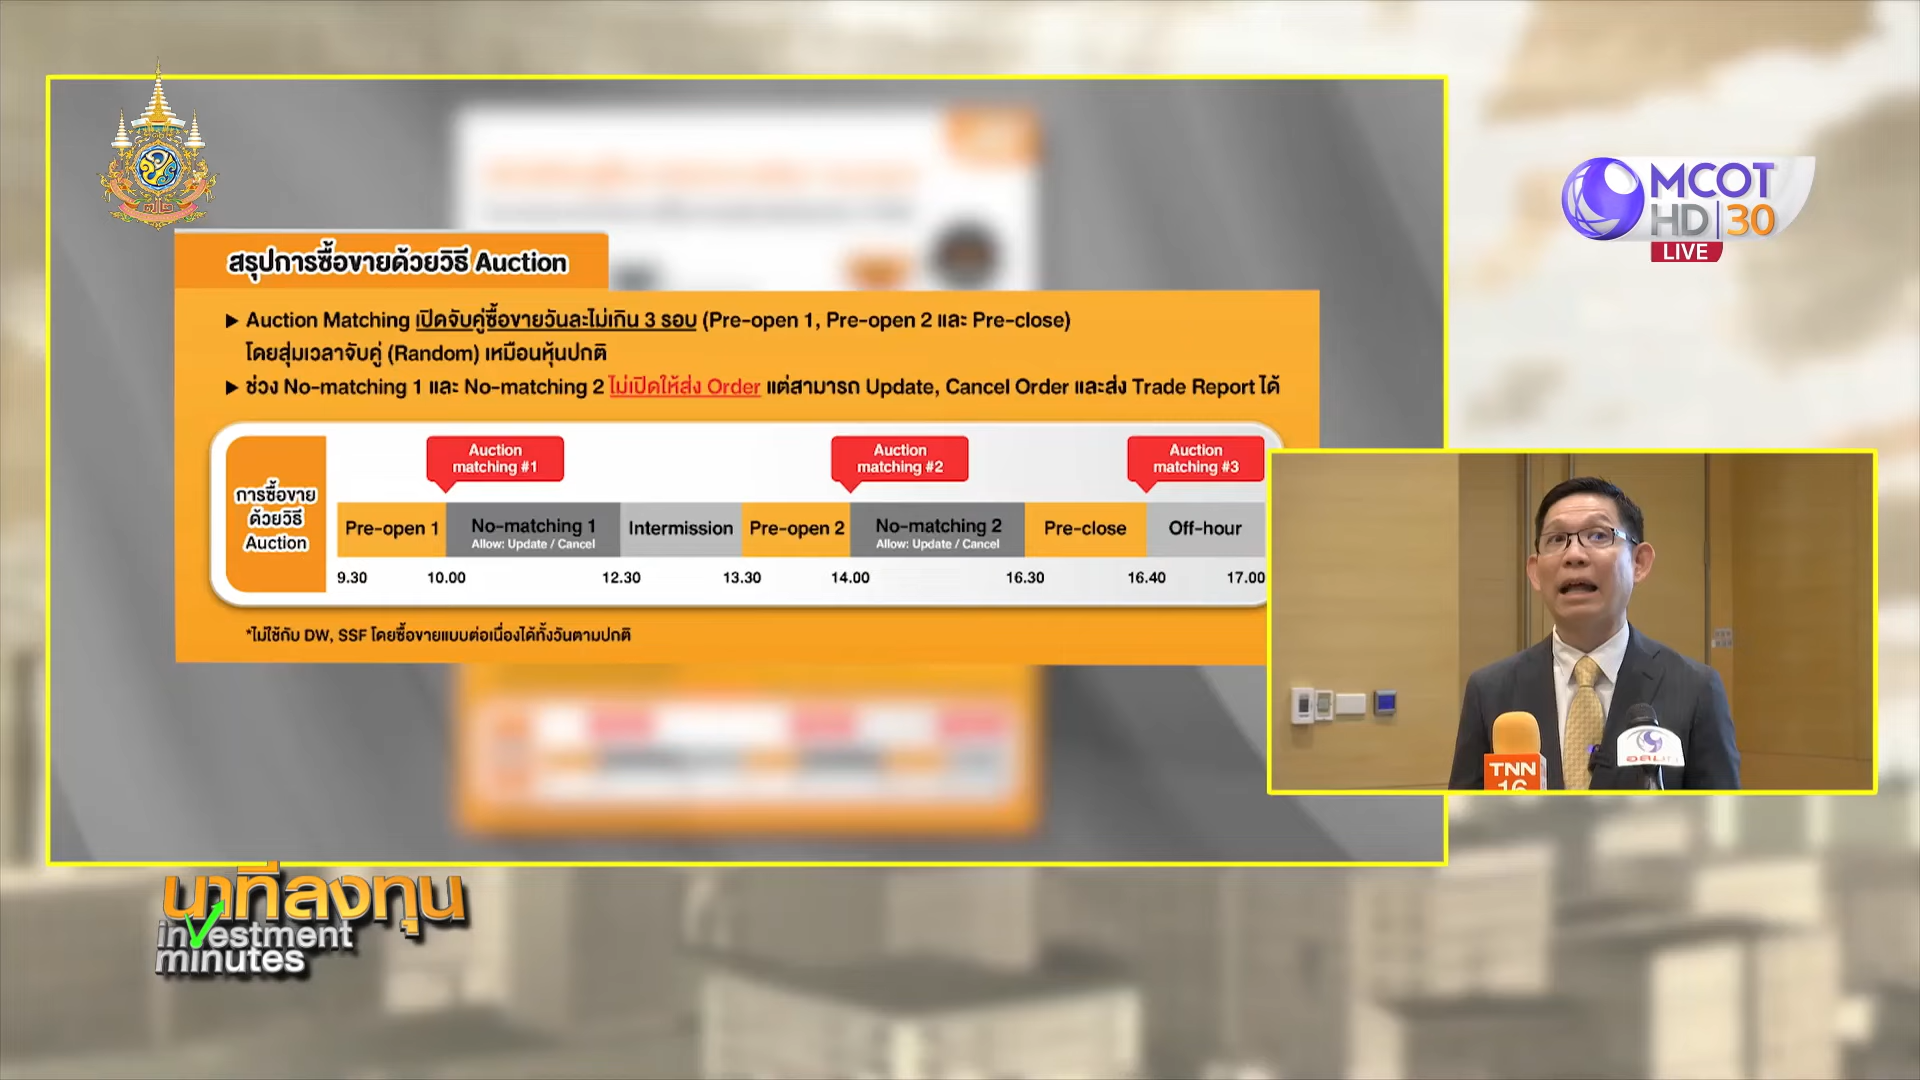 MCOT
HD 30
LIVE
สรุปการซื้อขายด้วยวิธี Auction
▶ Auction Matching เปิดจับคู่ซื้อขายวันละไม่เกิน 3 รอบ (Pre-open 1, Pre-open 2 และ Pre-close)
โดยสุ่มเวลาจับคู่ (Random) เหมือนหุ้นปกติ
▶ ช่วง No-matching 1 และ No-matching 2 ไม่เปิดให้ส่ง Order แต่สามารถ Update, Cancel Order และส่ง Trade Report ได้
Auction
matching #1
Auction
matching #2
Auction
matching #3
การซื้อขาย
ด้วยวิธี
Auction
Pre-open 1
No-matching 1
Allow: Update / Cancel
Intermission
Pre-open 2
No-matching 2
Allow: Update / Cancel
Pre-close
Off-hour
9.30 10.00 12.30 13.30 14.00 16.30 16.40 17.00
*ไม่ใช้กับ DW, SSF โดยซื้อขายแบบต่อเนื่องได้ทั้งวันตามปกติ
TNN
16
นาทีลงทุน
investment
minutes